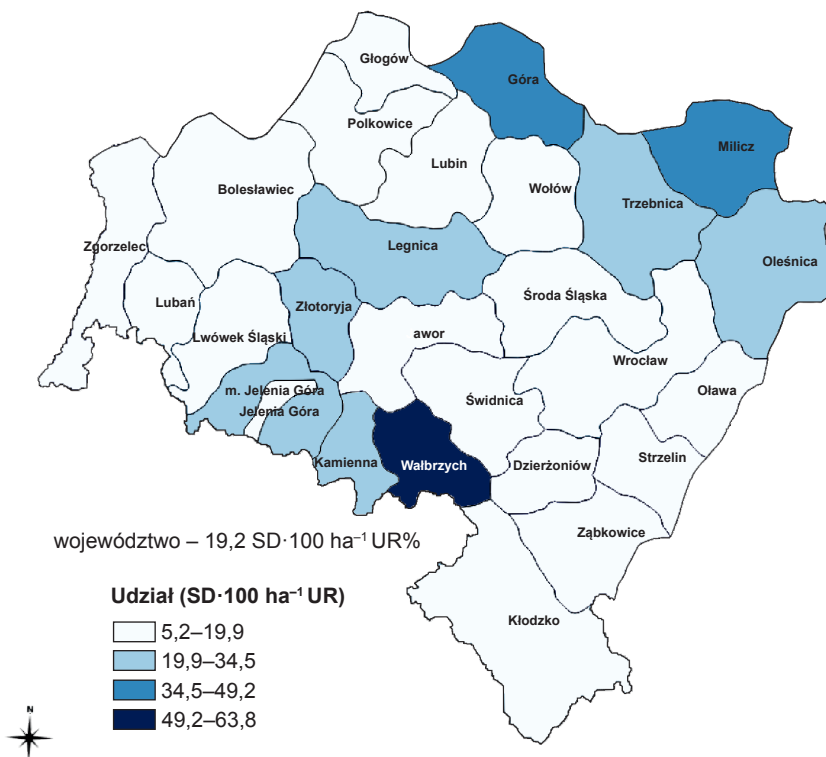 Głogów
Góra
Polkowice
Milicz
Lubin
Bolesławiec
Wołów
Trzebnica
Zgorzelec
Legnica
Oleśnica
Lubań
Złotoryja
Środa Śląska
Lwówek Śląski
awor
Wrocław
m. Jelenia Góra
Jelenia Góra
Świdnica
Oława
Kamienna
Wałbrzych
Dzierżoniów
Strzelin
Ząbkowice
Kłodzko
województwo – 19,2 SD·100 ha⁻¹ UR%
Udział (SD·100 ha⁻¹ UR)
5,2–19,9
19,9–34,5
34,5–49,2
49,2–63,8
N